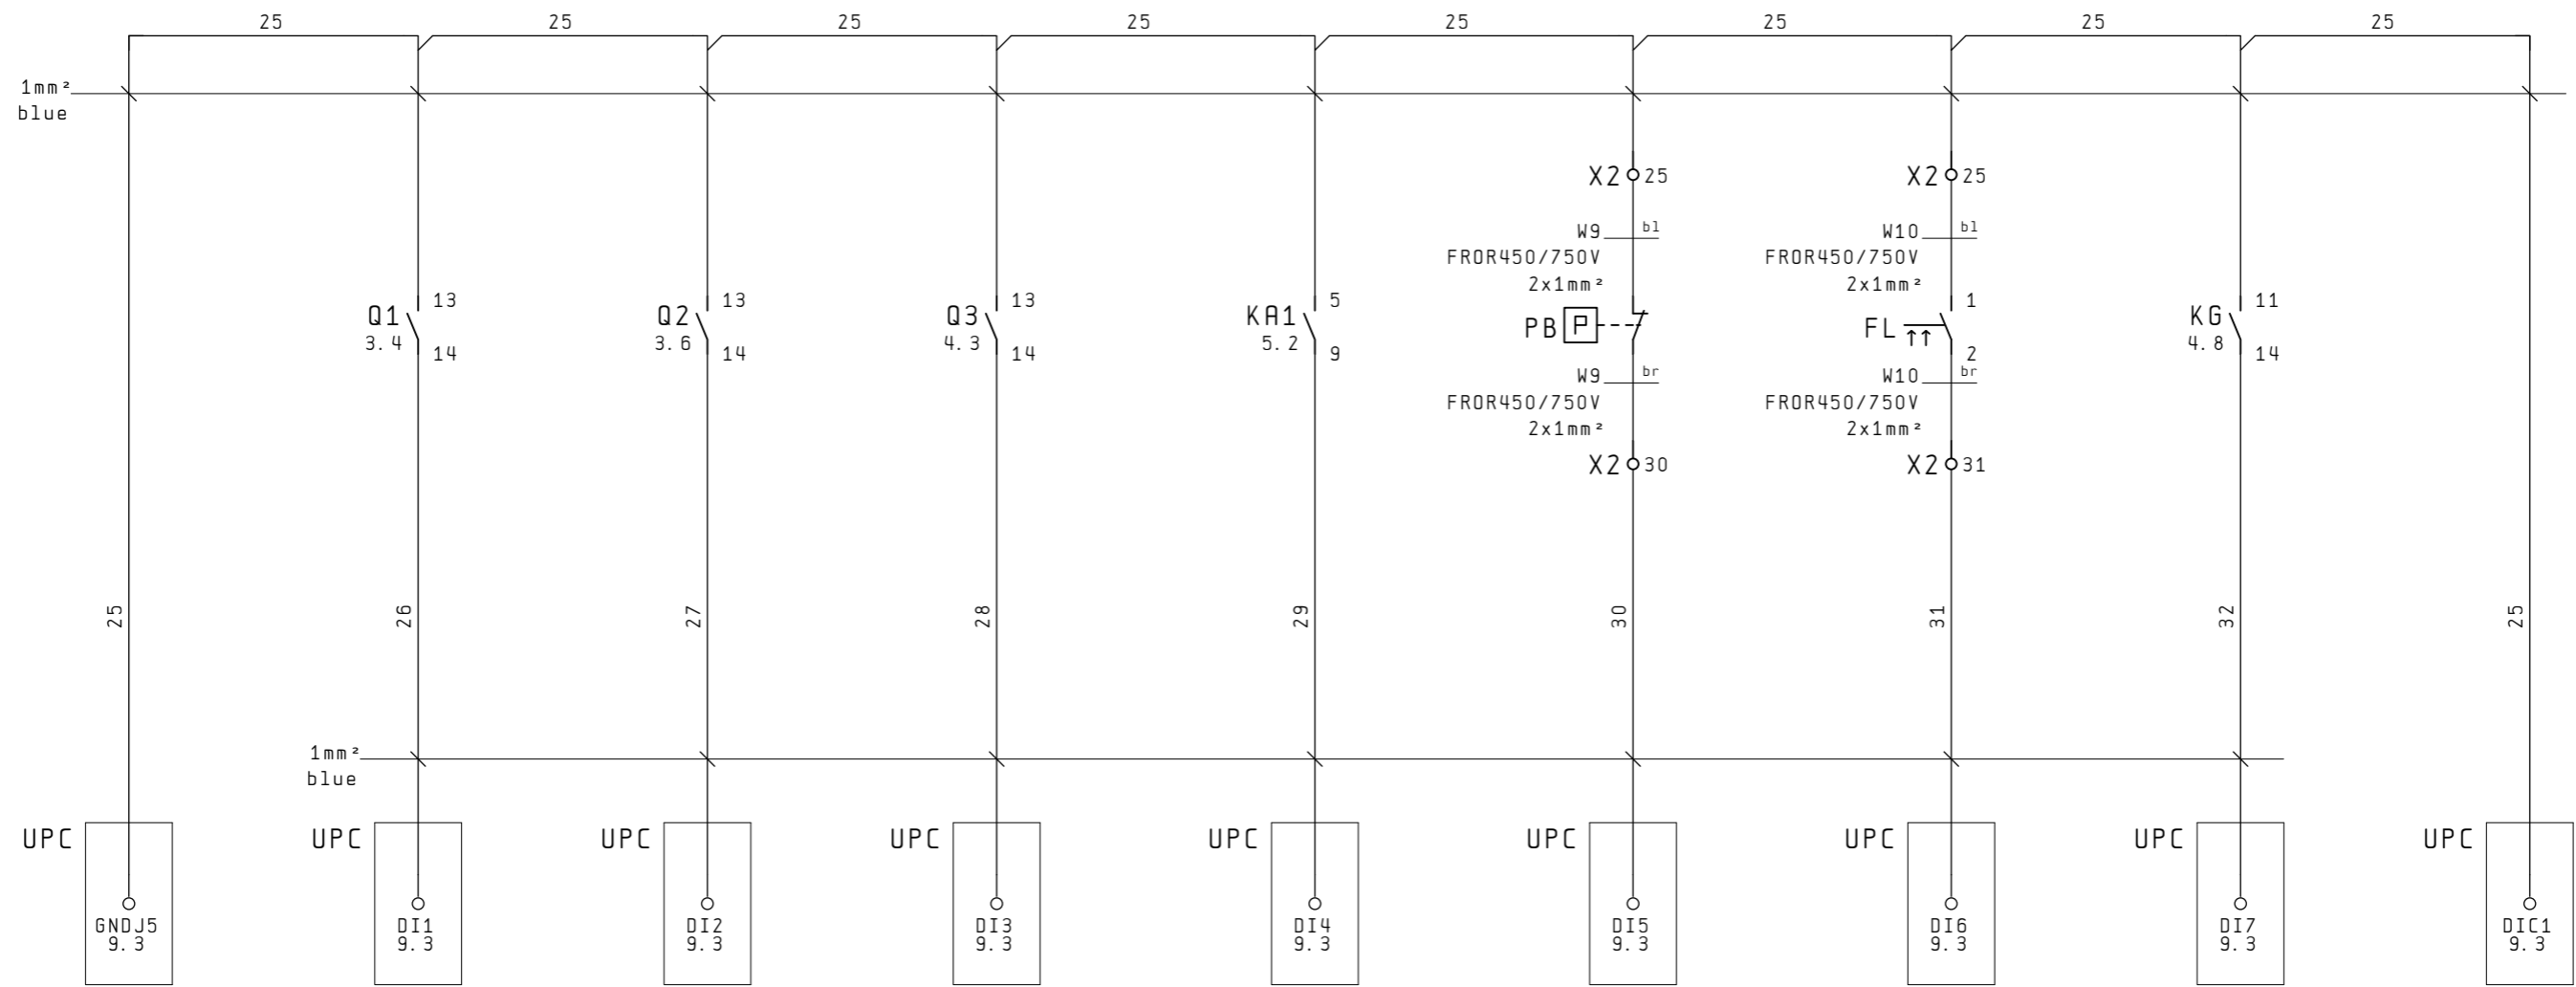 25 25 25 25 25 25 25 25
1mm²
blue
X2 25 X2 25
W9 bl W10 bl
FROR450/750V FROR450/750V
2x1mm² 2x1mm²
13 13 13 5 1 11
Q1 Q2 Q3 KA1 PB P FL KG
3.4 3.6 4.3 5.2 4.8
14 14 14 9 2 14
W9 br W10 br
FROR450/750V FROR450/750V
2x1mm² 2x1mm²
X2 30 X2 31
25 26 27 28 29 30 31 32 25
1mm²
blue
UPC UPC UPC UPC UPC UPC UPC UPC UPC
GNDJ5 DI1 DI2 DI3 DI4 DI5 DI6 DI7 DIC1
9.3 9.3 9.3 9.3 9.3 9.3 9.3 9.3 9.3